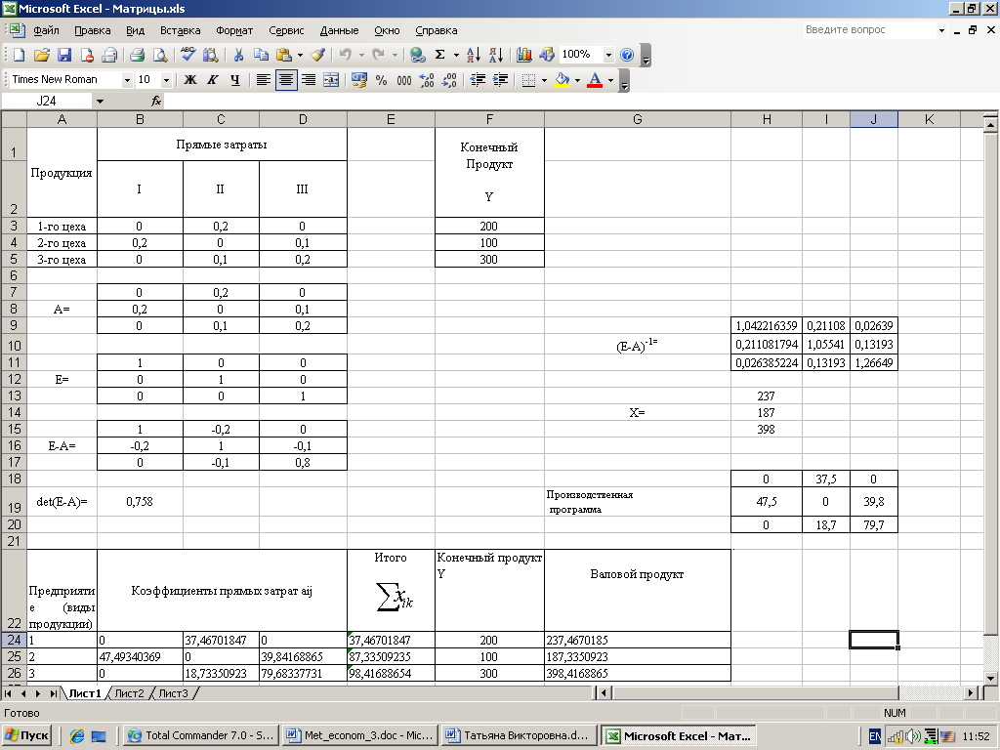 Microsoft Excel - Матрицы.xls
Файл Правка Вид Вставка Формат Сервис Данные Окно Справка Введите вопрос
100%
Times New Roman 10 Ж К Ч % 000
J24 fx
A B C D E F G H I J K
1 Прямые затраты Конечный
Продукт
Продукция
2 I II III Y
3 1-го цеха 0 0,2 0 200
4 2-го цеха 0,2 0 0,1 100
5 3-го цеха 0 0,1 0,2 300
6
7 0 0,2 0
8 A= 0,2 0 0,1
9 0 0,1 0,2 1,042216359 0,21108 0,02639
10 (E-A)-1= 0,211081794 1,05541 0,13193
11 1 0 0 0,026385224 0,13193 1,26649
12 E= 0 1 0
13 0 0 1 237
14 X= 187
15 1 -0,2 0 398
16 E-A= -0,2 1 -0,1
17 0 -0,1 0,8
18 0 37,5 0
19 det(E-A)= 0,758 Производственная
программа 47,5 0 39,8
20 0 18,7 79,7
21
22 Предприяти
е (виды
продукции) Коэффициенты прямых затрат aij Итого
∑xik Конечный продукт
Y Валовой продукт
24 1 0 37,46701847 0 37,46701847 200 237,4670185
25 2 47,49340369 0 39,84168865 87,33509235 100 187,3350923
26 3 0 18,73350923 79,68337731 98,41688654 300 398,4168865
Лист1 Лист2 Лист3
Готово NUM
Пуск Total Commander 7.0 - S... Met_econom_3.doc - Mic... Татьяна Викторовна.d... Microsoft Excel - Мат... EN 11:52